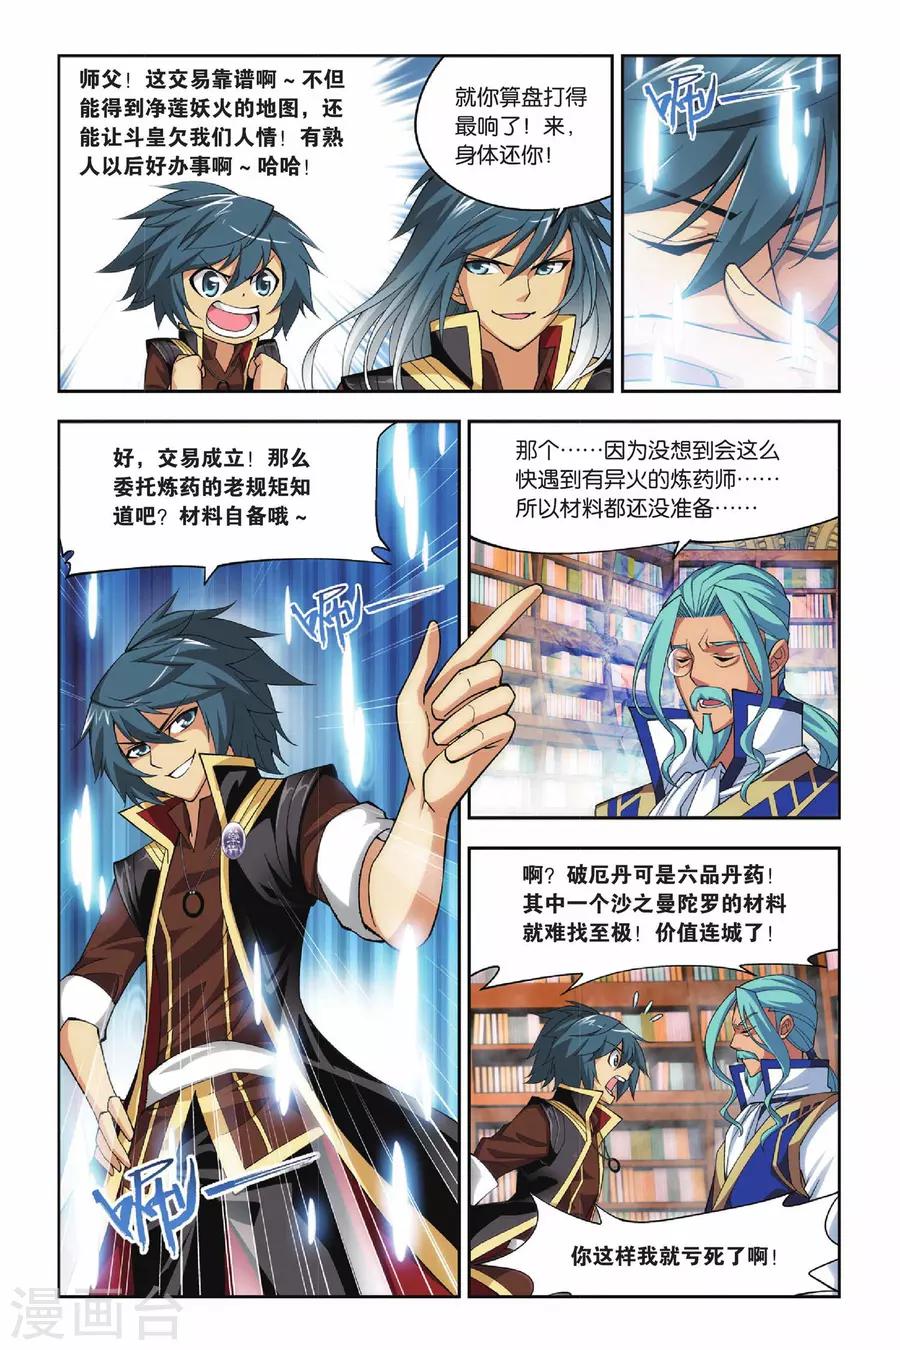 师父！这交易靠谱啊～不但
能得到净莲妖火的地图，还
能让斗皇欠我们人情！有熟
人以后好办事啊～哈哈！
就你算盘打得
最响了！来，
身体还你！
好，交易成立！那么
委托炼药的老规矩知
道吧？材料自备哦～
那个……因为没想到会这么
快遇到有异火的炼药师……
所以材料都还没准备……
啊？破厄丹可是六品丹药！
其中一个沙之曼陀罗的材料
就难找至极！价值连城了！
你这样我就亏死了啊！
漫画台